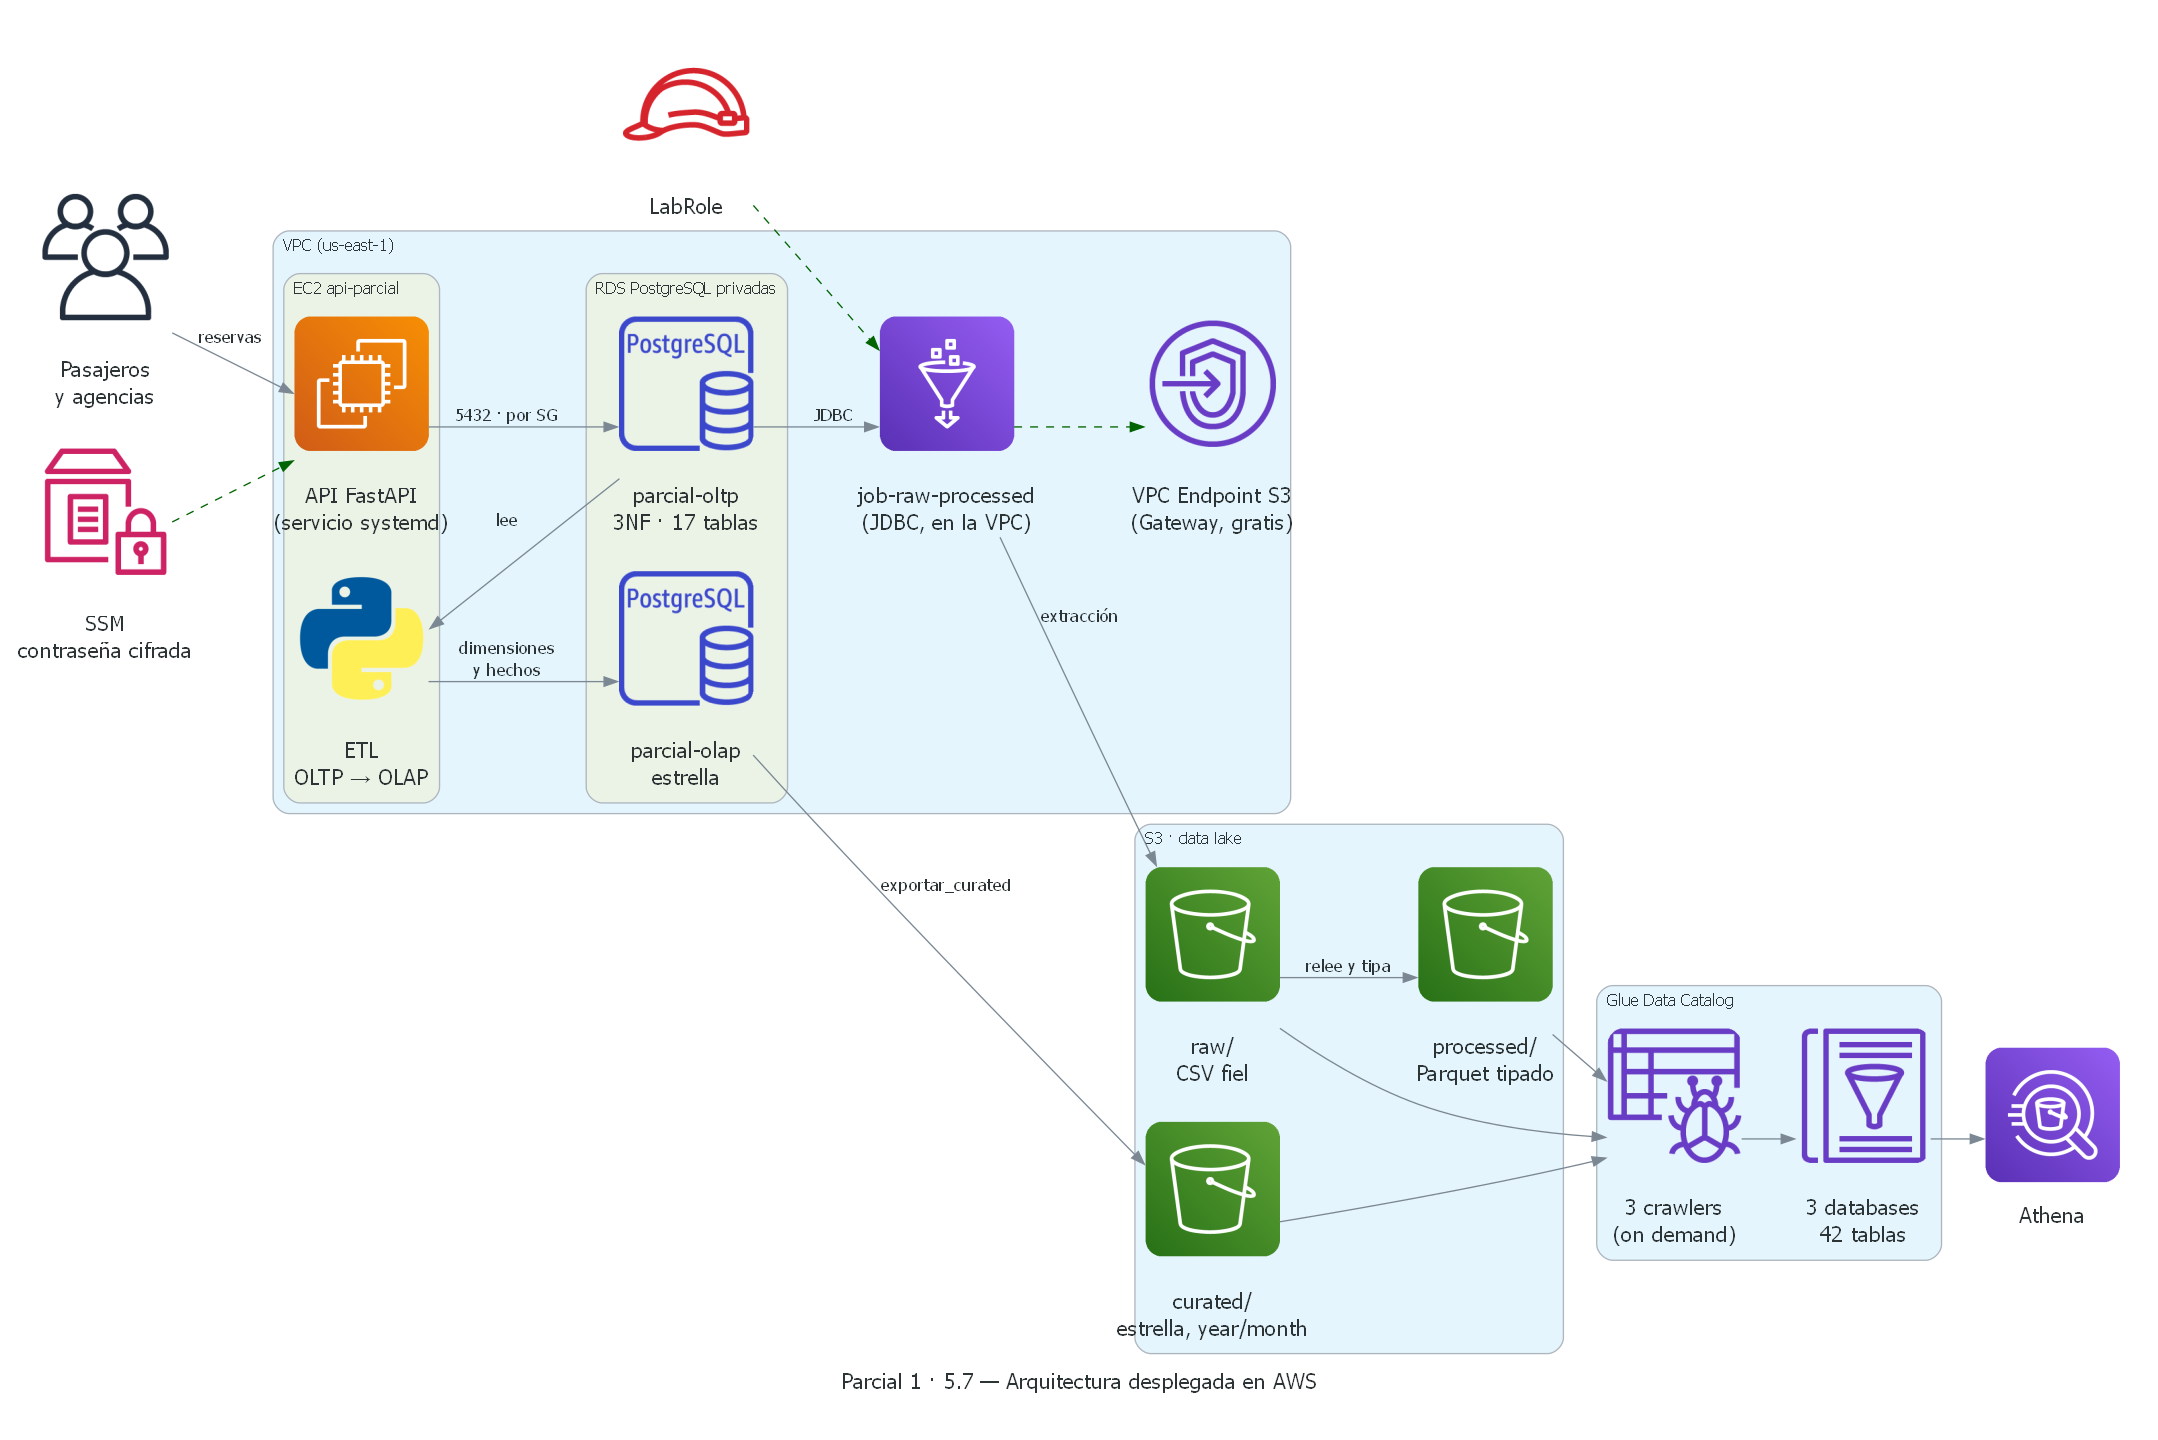 LabRole
Pasajeros
y agencias
reservas
SSM
contraseña cifrada
VPC (us-east-1)
EC2 api-parcial
API FastAPI
(servicio systemd)
ETL
OLTP → OLAP
5432 · por SG
lee
dimensiones
y hechos
RDS PostgreSQL privadas
PostgreSQL
parcial-oltp
3NF · 17 tablas
PostgreSQL
parcial-olap
estrella
JDBC
job-raw-processed
(JDBC, en la VPC)
VPC Endpoint S3
(Gateway, gratis)
extracción
exportar_curated
S3 · data lake
raw/
CSV fiel
relee y tipa
processed/
Parquet tipado
curated/
estrella, year/month
Glue Data Catalog
3 crawlers
(on demand)
3 databases
42 tablas
Athena
Parcial 1 · 5.7 — Arquitectura desplegada en AWS